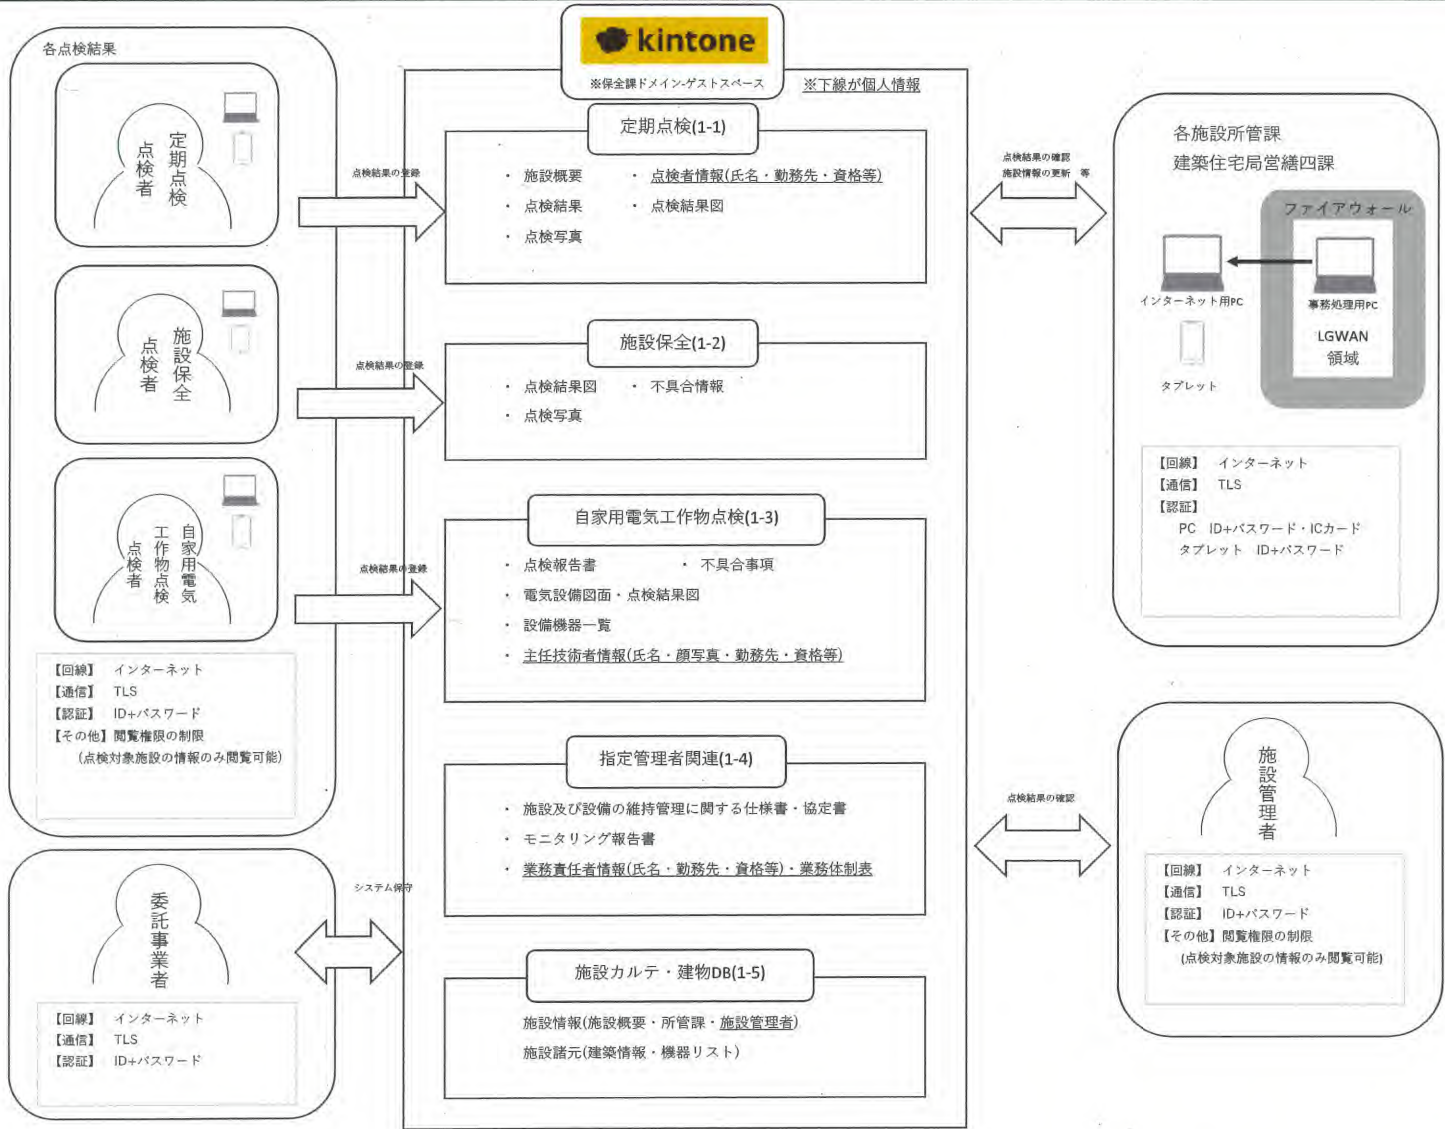 各点検結果
定期点検
点検者
施設保全
点検者
自家用電気
工作物点検
点検者
【回線】 インターネット
【通信】 TLS
【認証】 ID+パスワード
【その他】閲覧権限の制限
(点検対象施設の情報のみ閲覧可能)
委託事業者
【回線】 インターネット
【通信】 TLS
【認証】 ID+パスワード
点検結果の登録
点検結果の登録
点検結果の登録
システム保守
kintone
※保全課ドメイン-ゲストスペース
※下線が個人情報
定期点検(1-1)
・ 施設概要 ・ 点検者情報(氏名・勤務先・資格等)
・ 点検結果 ・ 点検結果図
・ 点検写真
施設保全(1-2)
・ 点検結果図 ・ 不具合情報
・ 点検写真
自家用電気工作物点検(1-3)
・ 点検報告書 ・ 不具合事項
・ 電気設備図面・点検結果図
・ 設備機器一覧
・ 主任技術者情報(氏名・顔写真・勤務先・資格等)
指定管理者関連(1-4)
・ 施設及び設備の維持管理に関する仕様書・協定書
・ モニタリング報告書
・ 業務責任者情報(氏名・勤務先・資格等)・業務体制表
施設カルテ・建物DB(1-5)
施設情報(施設概要・所管課・施設管理者)
施設諸元(建築情報・機器リスト)
点検結果の確認
施設情報の更新 等
点検結果の確認
各施設所管課
建築住宅局営繕四課
ファイアウォール
インターネット用PC
事務処理用PC
LGWAN
領域
タブレット
【回線】 インターネット
【通信】 TLS
【認証】
PC ID+パスワード・ICカード
タブレット ID+パスワード
施設管理者
【回線】 インターネット
【通信】 TLS
【認証】 ID+パスワード
【その他】閲覧権限の制限
(点検対象施設の情報のみ閲覧可能)